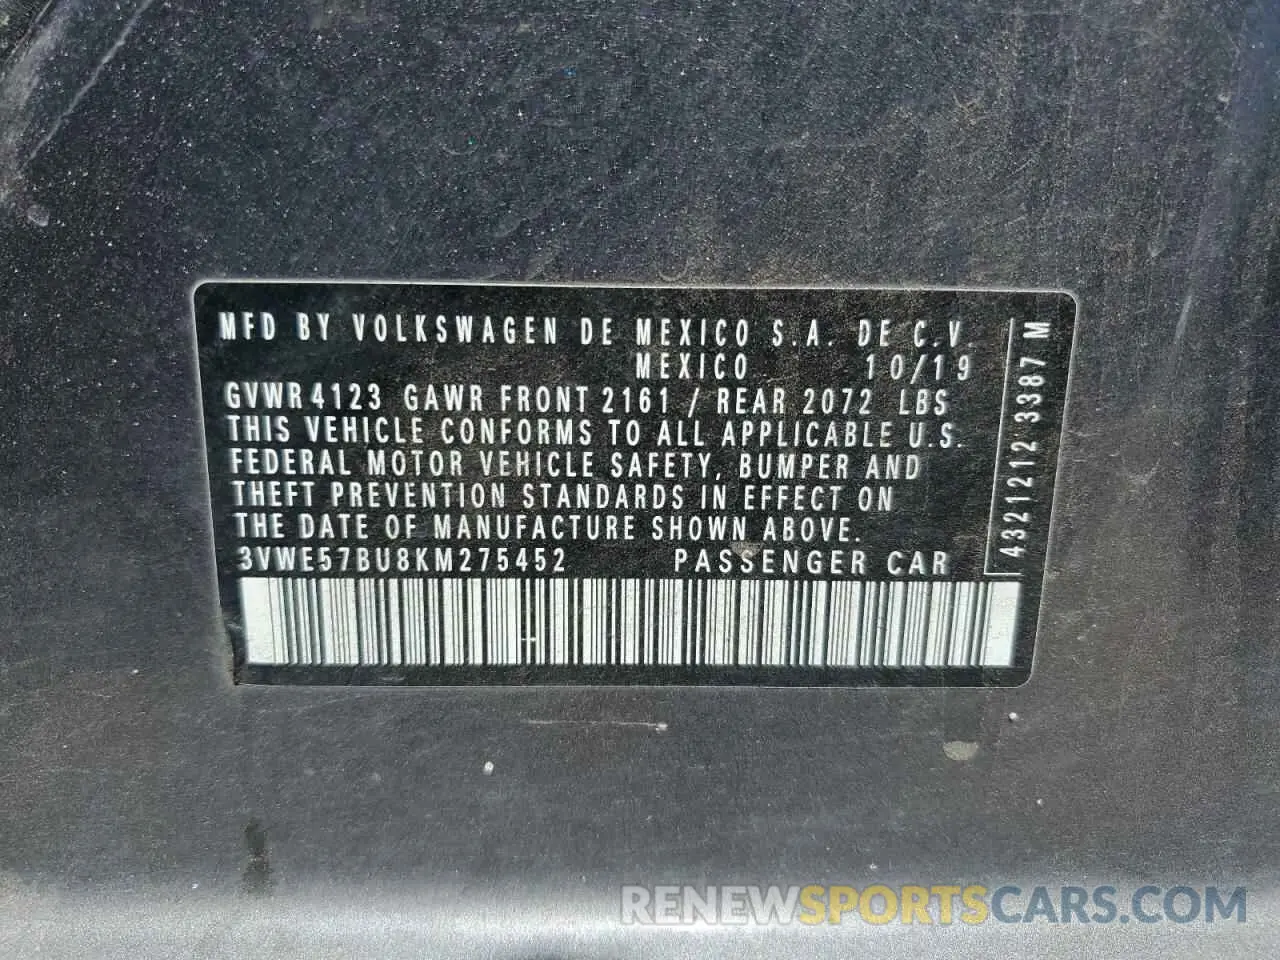 MFD BY VOLKSWAGEN DE MEXICO S.A. DE C.V.
MEXICO 10/19
GVWR 4123 GAWR FRONT 2161 / REAR 2072 LBS
THIS VEHICLE CONFORMS TO ALL APPLICABLE U.S.
FEDERAL MOTOR VEHICLE SAFETY, BUMPER AND
THEFT PREVENTION STANDARDS IN EFFECT ON
THE DATE OF MANUFACTURE SHOWN ABOVE.
3VWE57BU8KM275452 PASSENGER CAR
4321212 3387 M
RENEWSPORTSCARS.COM